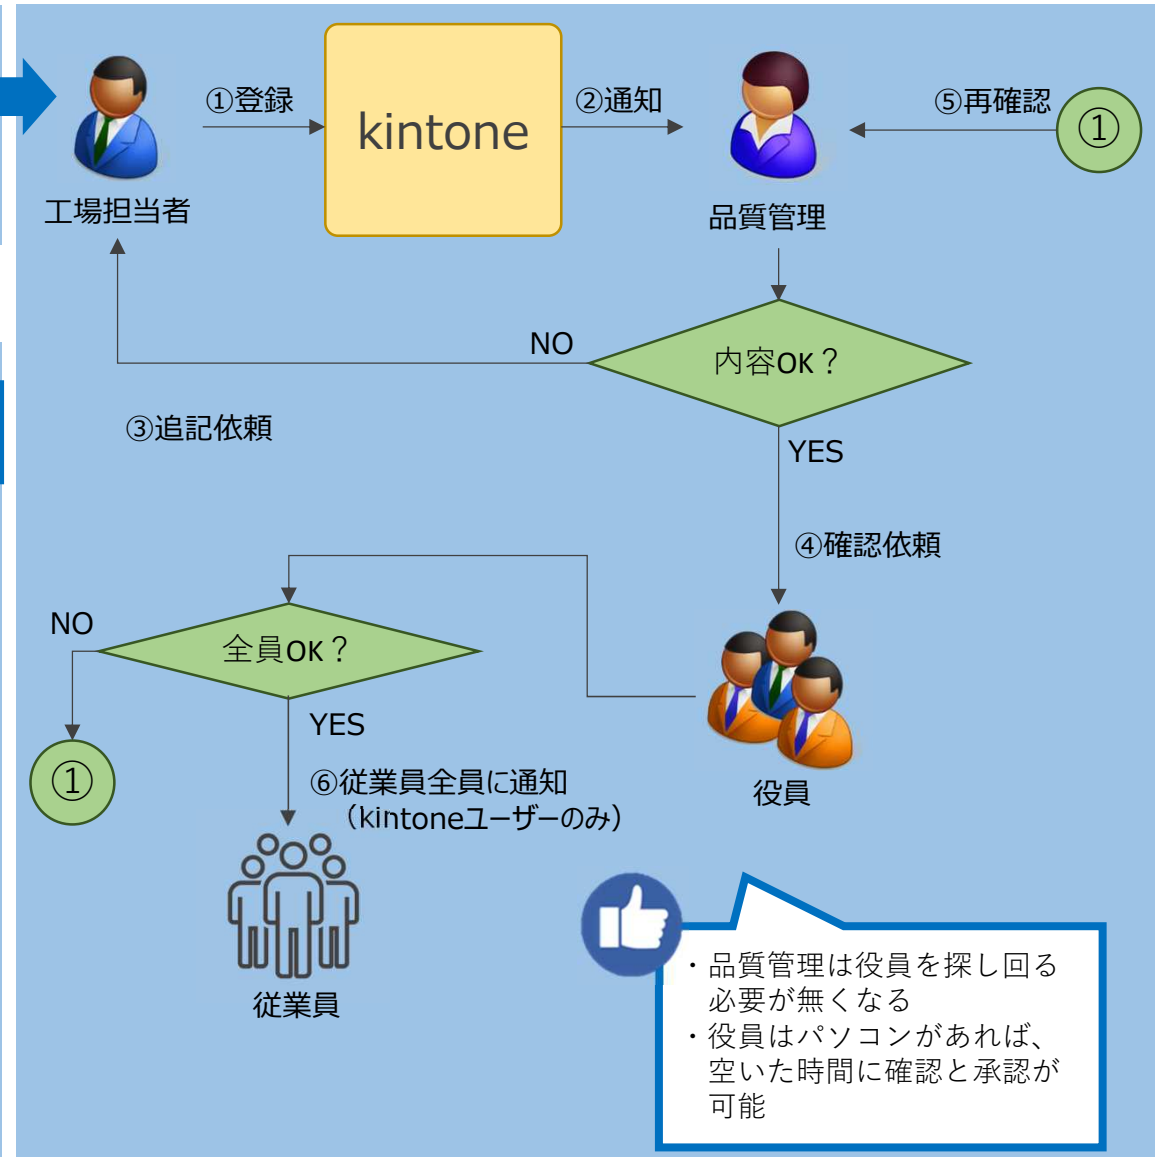 ①登録
kintone
②通知
⑤再確認
①
工場担当者
品質管理
NO
内容OK？
③追記依頼
YES
④確認依頼
NO
全員OK？
YES
①
⑥従業員全員に通知
（kintoneユーザーのみ）
役員
従業員
・品質管理は役員を探し回る
必要が無くなる
・役員はパソコンがあれば、
空いた時間に確認と承認が
可能